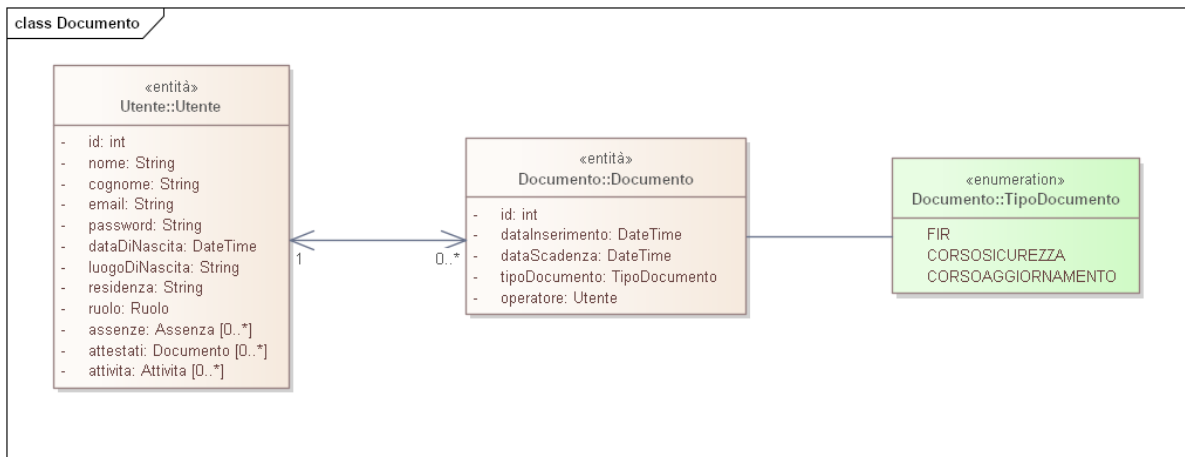 class Documento
«entità»
Utente::Utente
- id: int
- nome: String
- cognome: String
- email: String
- password: String
- dataDiNascita: DateTime
- luogoDiNascita: String
- residenza: String
- ruolo: Ruolo
- assenze: Assenza [0..*]
- attestati: Documento [0..*]
- attivita: Attivita [0..*]
1
0..*
«entità»
Documento::Documento
- id: int
- dataInserimento: DateTime
- dataScadenza: DateTime
- tipoDocumento: TipoDocumento
- operatore: Utente
«enumeration»
Documento::TipoDocumento
FIR
CORSOSICUREZZA
CORSOAGGIORNAMENTO